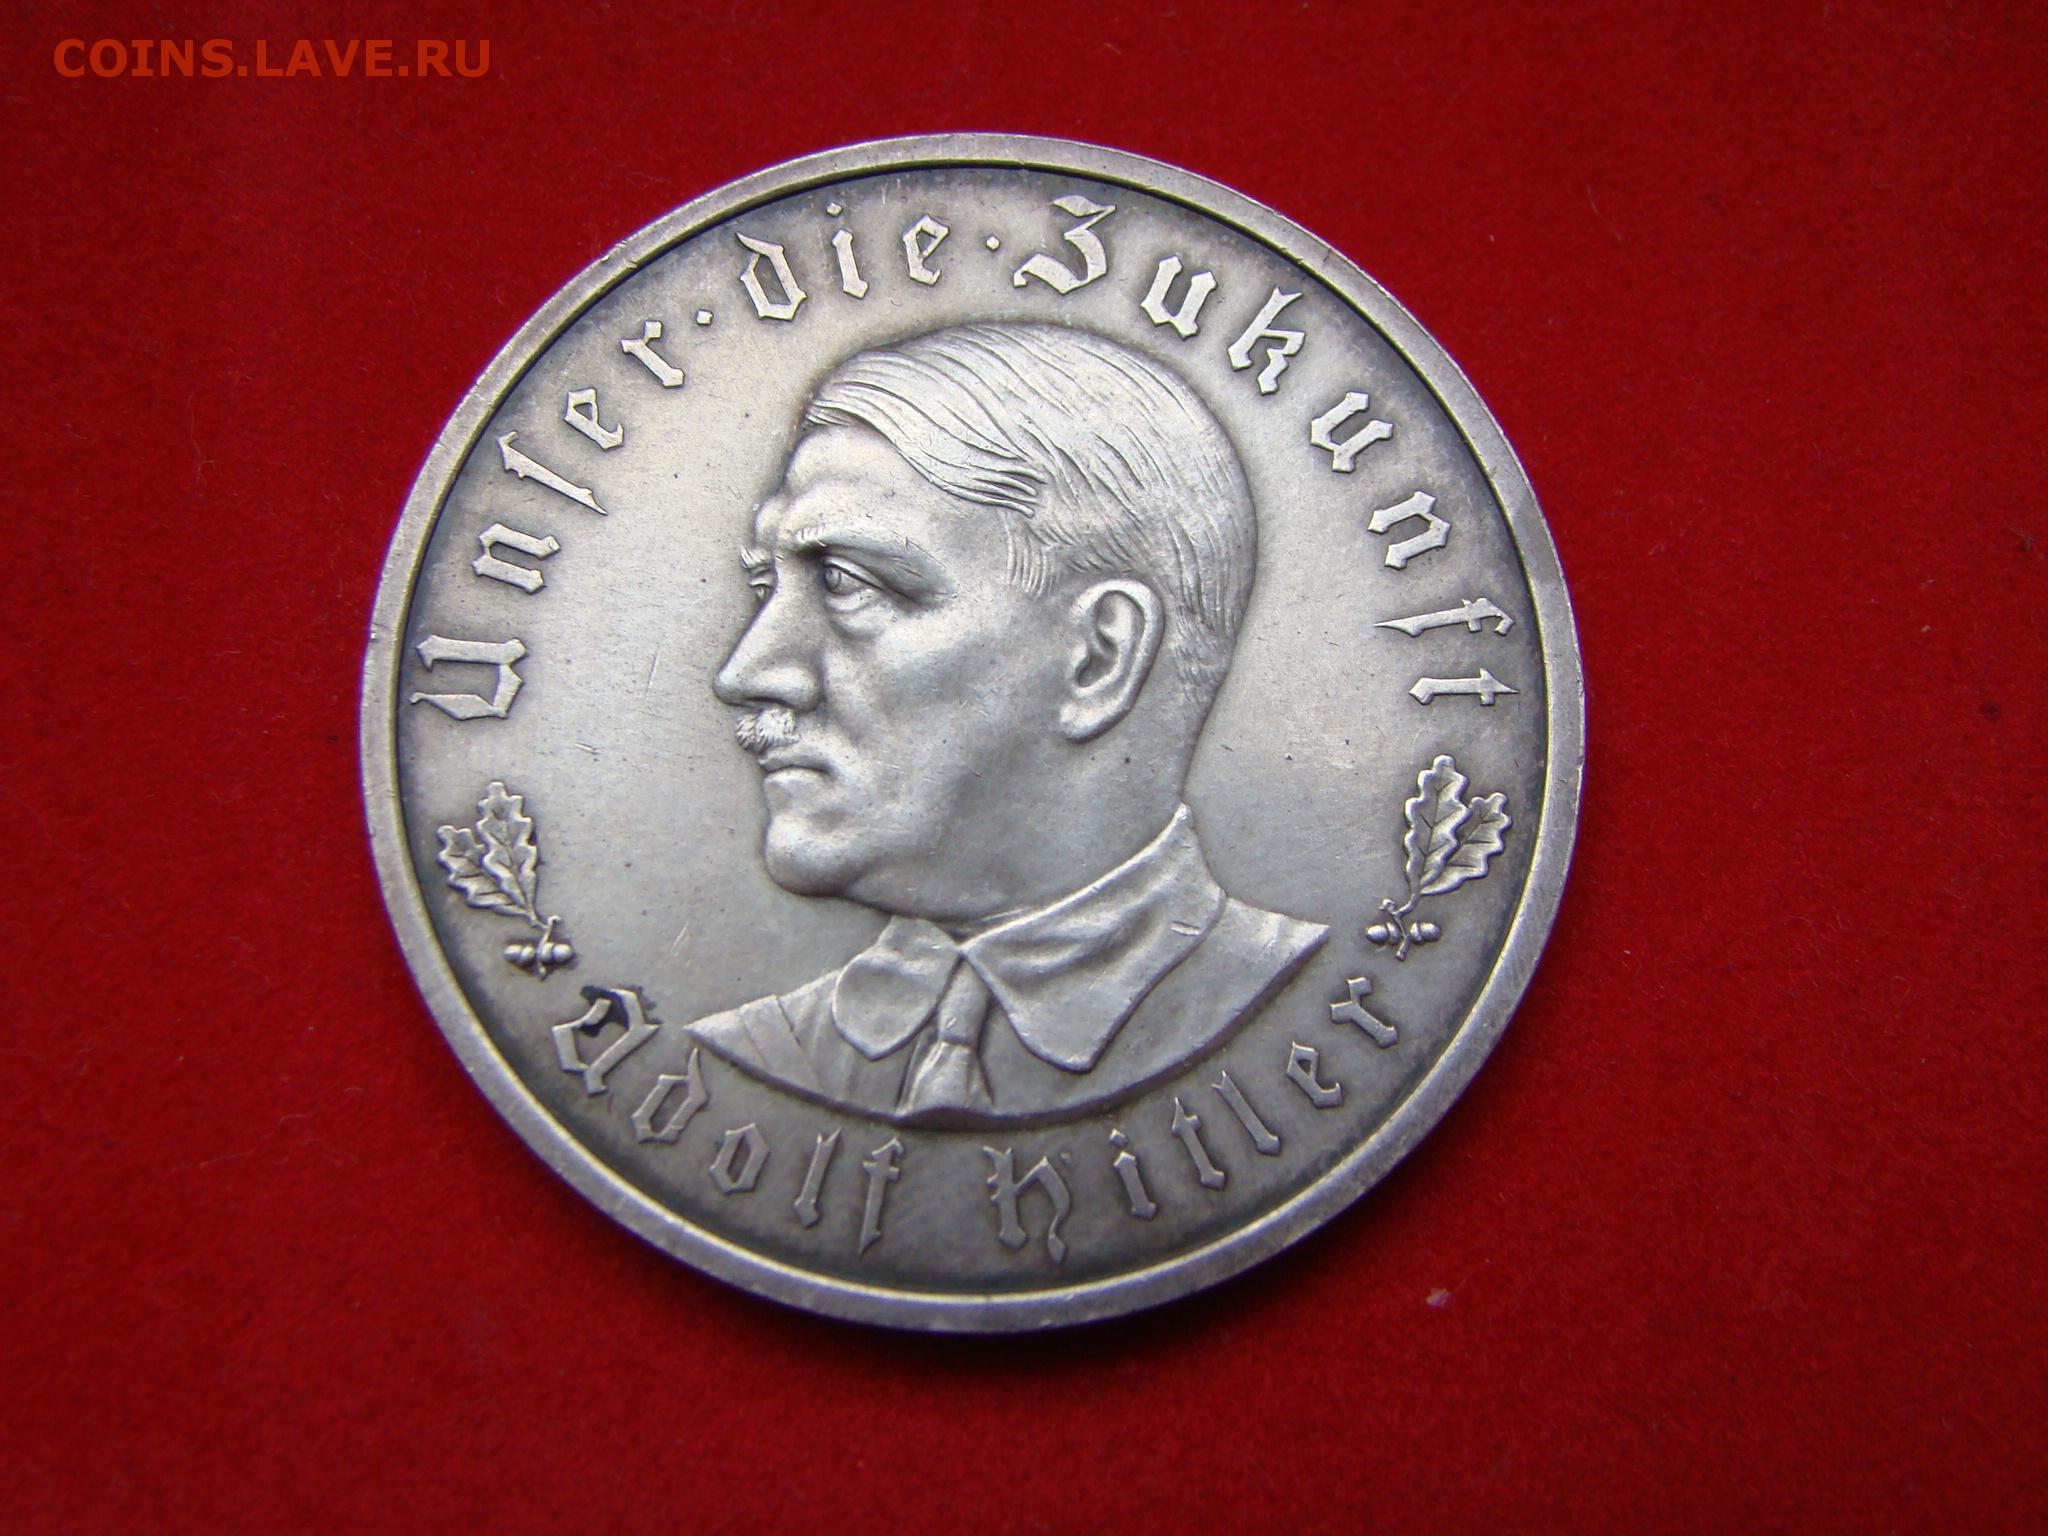 COINS.LAVE.RU
Unser · die · Zukunft
Adolf Hitler